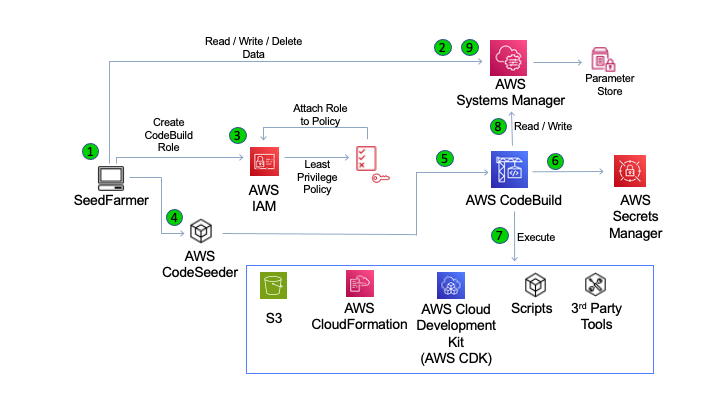 Read / Write / Delete
Data
2
9
AWS
Systems Manager
Parameter
Store
1
Create
CodeBuild
Role
3
Attach Role
to Policy
8
Read / Write
SeedFarmer
AWS
IAM
Least
Privilege
Policy
5
AWS CodeBuild
6
AWS
Secrets
Manager
4
AWS
CodeSeeder
7
Execute
S3
AWS
CloudFormation
AWS Cloud
Development
Kit
(AWS CDK)
Scripts
3rd Party
Tools